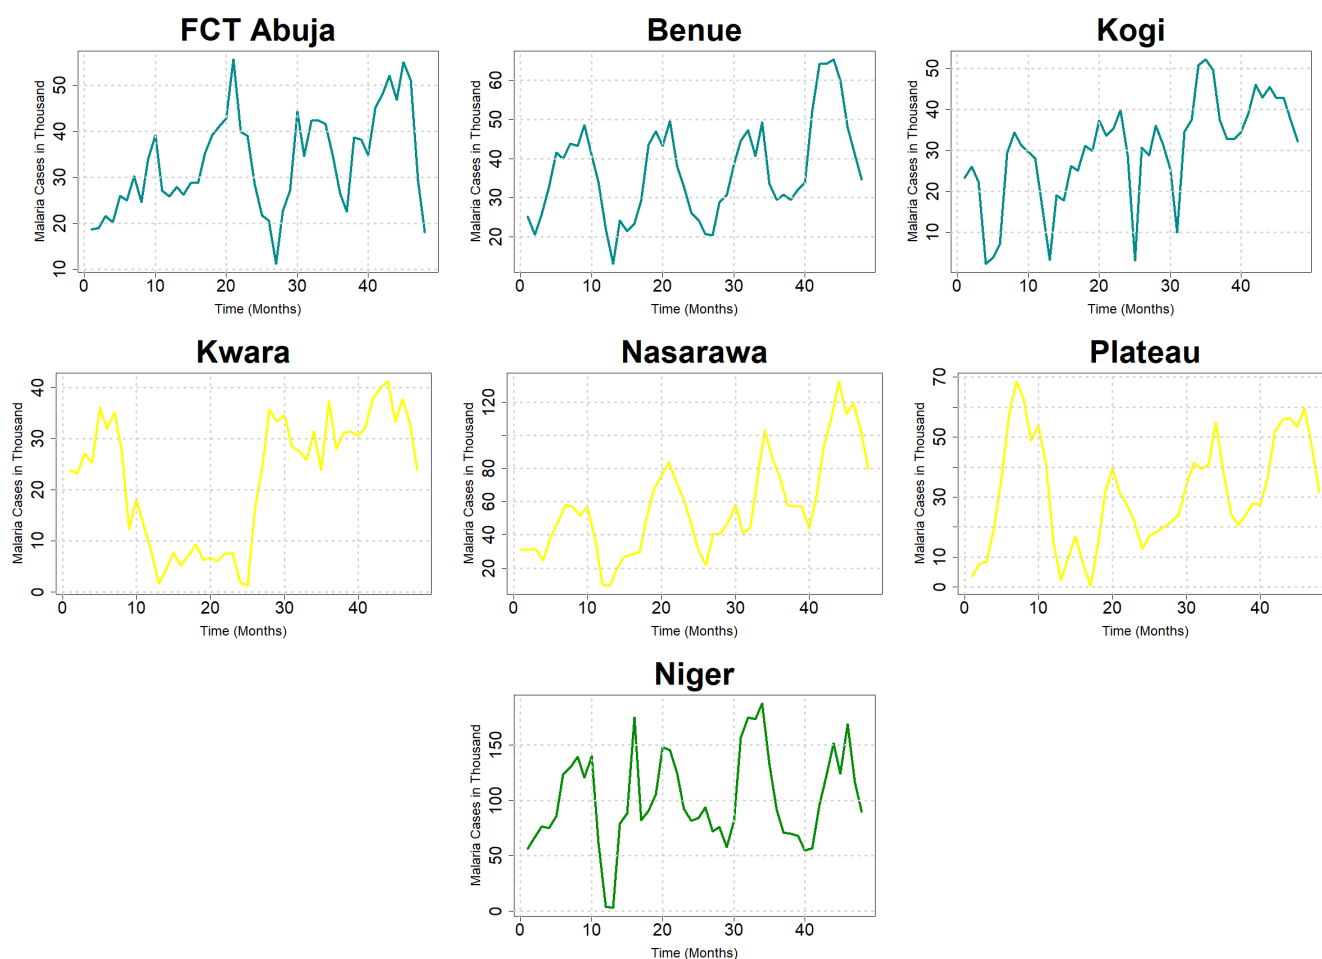 FCT Abuja
Malaria Cases in Thousand
50
40
30
20
10
0 10 20 30 40
Time (Months)
Benue
Malaria Cases in Thousand
60
50
40
30
20
0 10 20 30 40
Time (Months)
Kogi
Malaria Cases in Thousand
50
40
30
20
10
0 10 20 30 40
Time (Months)
Kwara
Malaria Cases in Thousand
40
30
20
10
0
0 10 20 30 40
Time (Months)
Nasarawa
Malaria Cases in Thousand
120
80
60
40
20
0 10 20 30 40
Time (Months)
Plateau
Malaria Cases in Thousand
70
50
30
10
0
0 10 20 30 40
Time (Months)
Niger
Malaria Cases in Thousand
150
100
50
0
0 10 20 30 40
Time (Months)